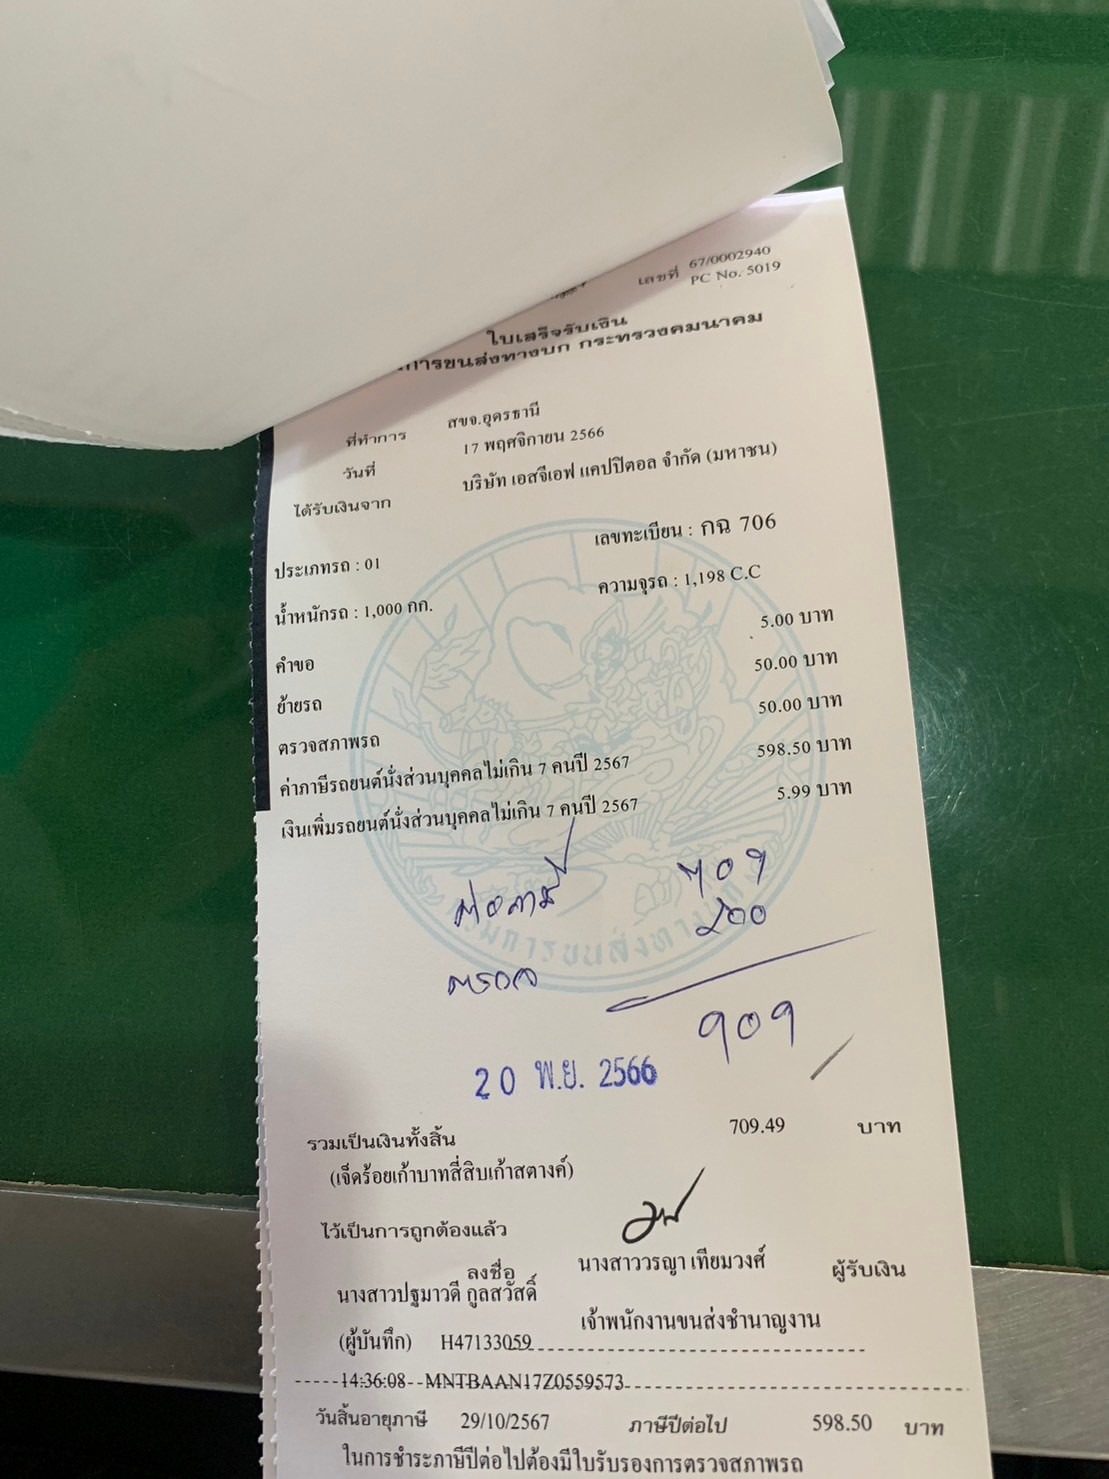 เลขที่ 67/0002940
PC No. 5019
ใบเสร็จรับเงิน
การขนส่งทางบก กระทรวงคมนาคม
ที่ทำการ สขจ.อุดรธานี
วันที่ 17 พฤศจิกายน 2566
ได้รับเงินจาก บริษัท เอสจีเอฟ แคปปิตอล จำกัด (มหาชน)
ประเภทรถ : 01 เลขทะเบียน : กฉ 706
น้ำหนักรถ : 1,000 กก. ความจุรถ : 1,198 C.C
คำขอ 5.00 บาท
ย้ายรถ 50.00 บาท
ตรวจสภาพรถ 50.00 บาท
ค่าภาษีรถยนต์นั่งส่วนบุคคลไม่เกิน 7 คนปี 2567 598.50 บาท
เงินเพิ่มรถยนต์นั่งส่วนบุคคลไม่เกิน 7 คนปี 2567 5.99 บาท
ต่อภาษี 709
ตรวจ 200
909
20 พ.ย. 2566
รวมเป็นเงินทั้งสิ้น 709.49 บาท
(เจ็ดร้อยเก้าบาทสี่สิบเก้าสตางค์)
ไว้เป็นการถูกต้องแล้ว
ลงชื่อ นางสาววรญา เทียมวงศ์ ผู้รับเงิน
นางสาวปฐมาวดี กูลสวัสดิ์ เจ้าพนักงานขนส่งชำนาญงาน
(ผู้บันทึก) H47133059
14:36:08 MNTBAAN17Z0559573
วันสิ้นอายุภาษี 29/10/2567 ภาษีปีต่อไป 598.50 บาท
ในการชำระภาษีปีต่อไปต้องมีใบรับรองการตรวจสภาพรถ